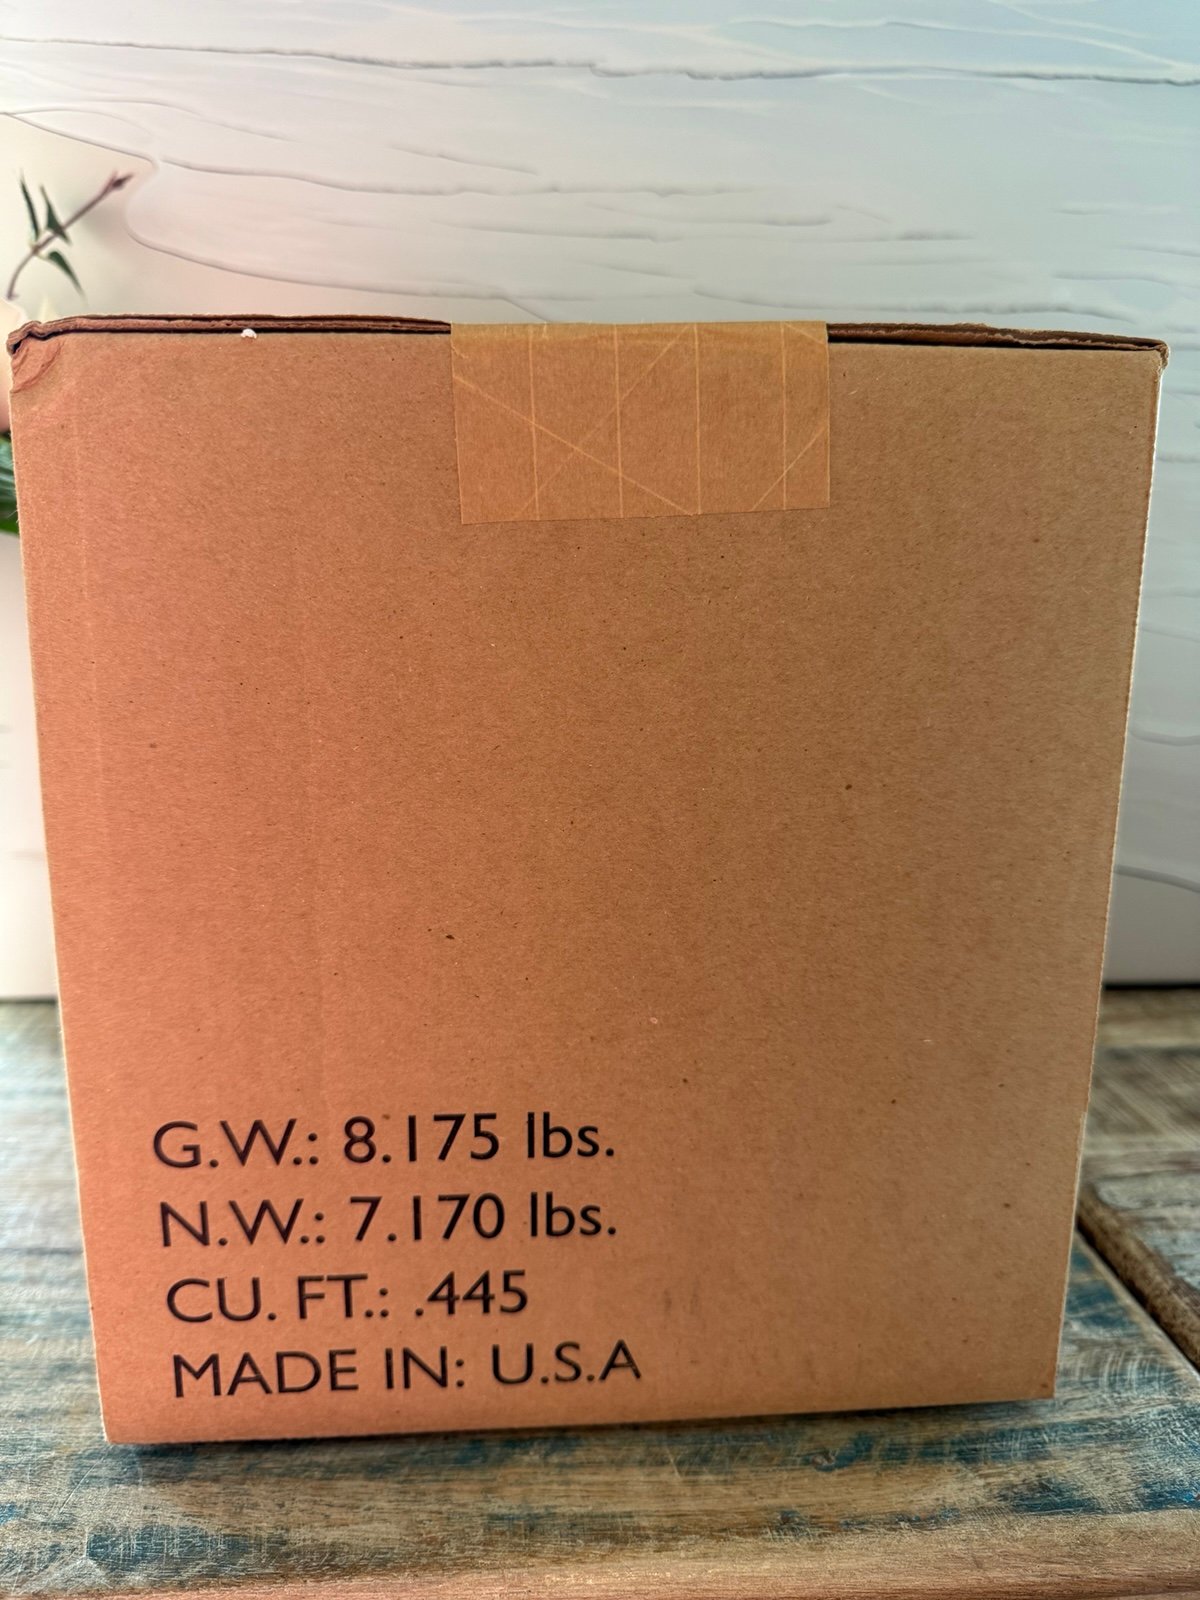 G.W.: 8.175 lbs.
N.W.: 7.170 lbs.
CU. FT.: .445
MADE IN: U.S.A